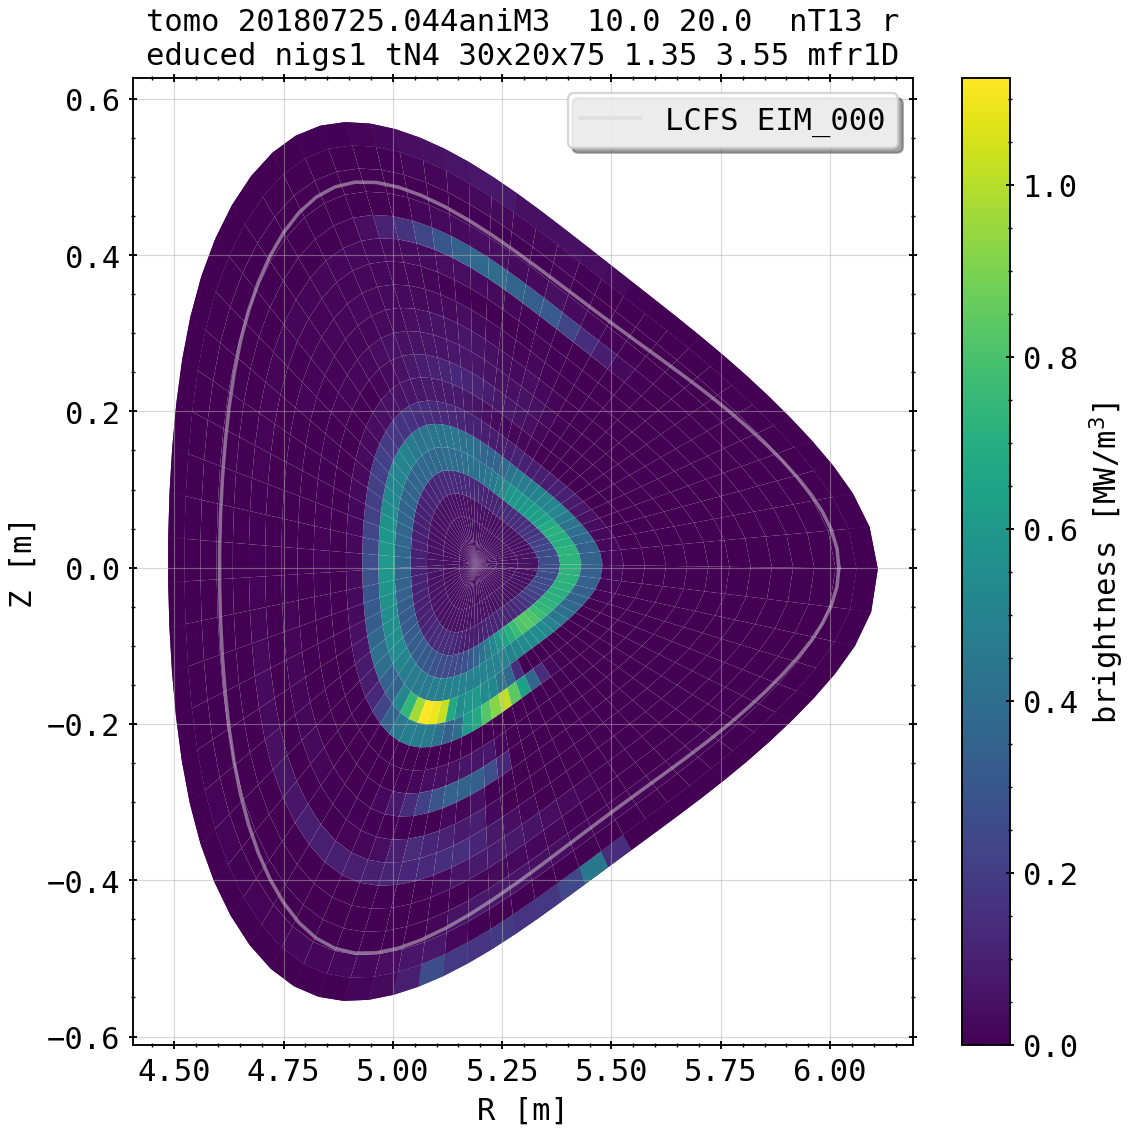 tomo 20180725.044aniM3  10.0 20.0  nT13 r
educed nigs1 tN4 30x20x75 1.35 3.55 mfr1D
LCFS EIM_000
0.6
0.4
0.2
0.0
−0.2
−0.4
−0.6
Z [m]
4.50 4.75 5.00 5.25 5.50 5.75 6.00
R [m]
1.0
0.8
0.6
0.4
0.2
0.0
brightness [MW/m³]